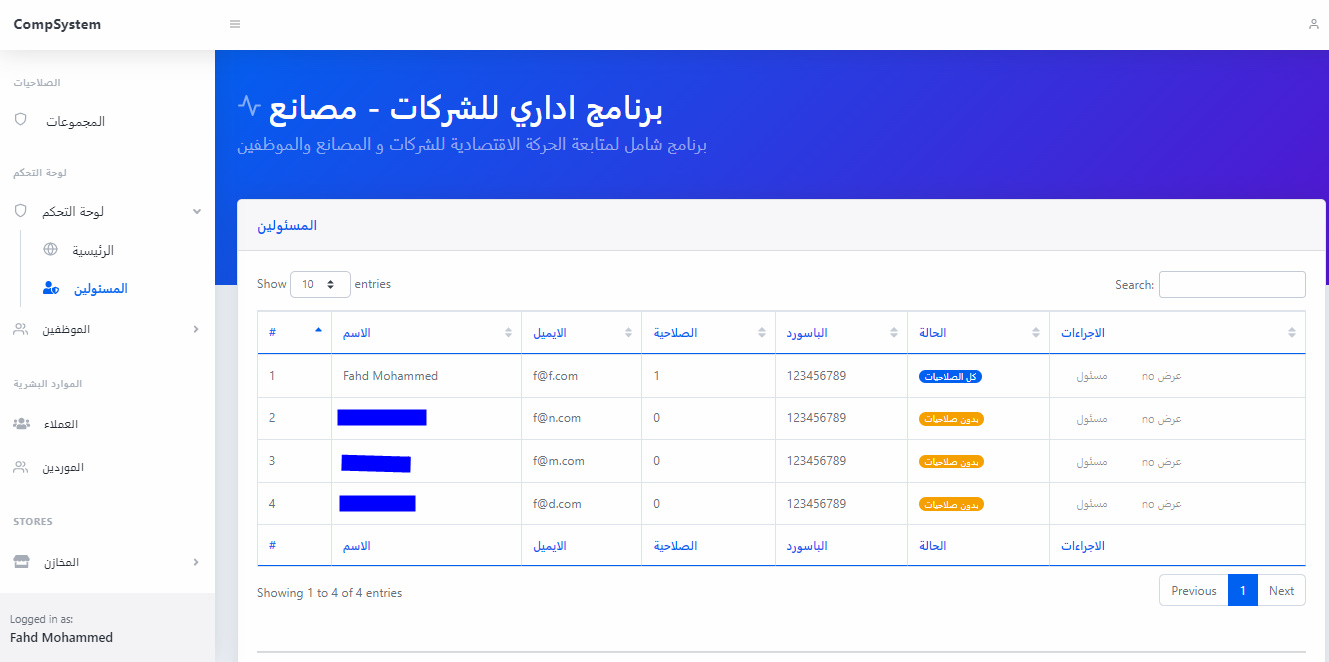 CompSystem
الصلاحيات
المجموعات
لوحة التحكم
لوحة التحكم
الرئيسية
المسئولين
الموظفين
الموارد البشرية
العملاء
الموردين
STORES
المخازن
Logged in as:
Fahd Mohammed
برنامج اداري للشركات - مصانع
برنامج شامل لمتابعة الحركة الاقتصادية للشركات و المصانع والموظفين
المسئولين
Show 10 entries Search:
# الاسم الايميل الصلاحية الباسورد الحالة الاجراءات
1 Fahd Mohammed f@f.com 1 123456789 كل الصلاحيات مسئول عرض no
2 f@n.com 0 123456789 بدون صلاحيات مسئول عرض no
3 f@m.com 0 123456789 بدون صلاحيات مسئول عرض no
4 f@d.com 0 123456789 بدون صلاحيات مسئول عرض no
# الاسم الايميل الصلاحية الباسورد الحالة الاجراءات
Showing 1 to 4 of 4 entries Previous 1 Next